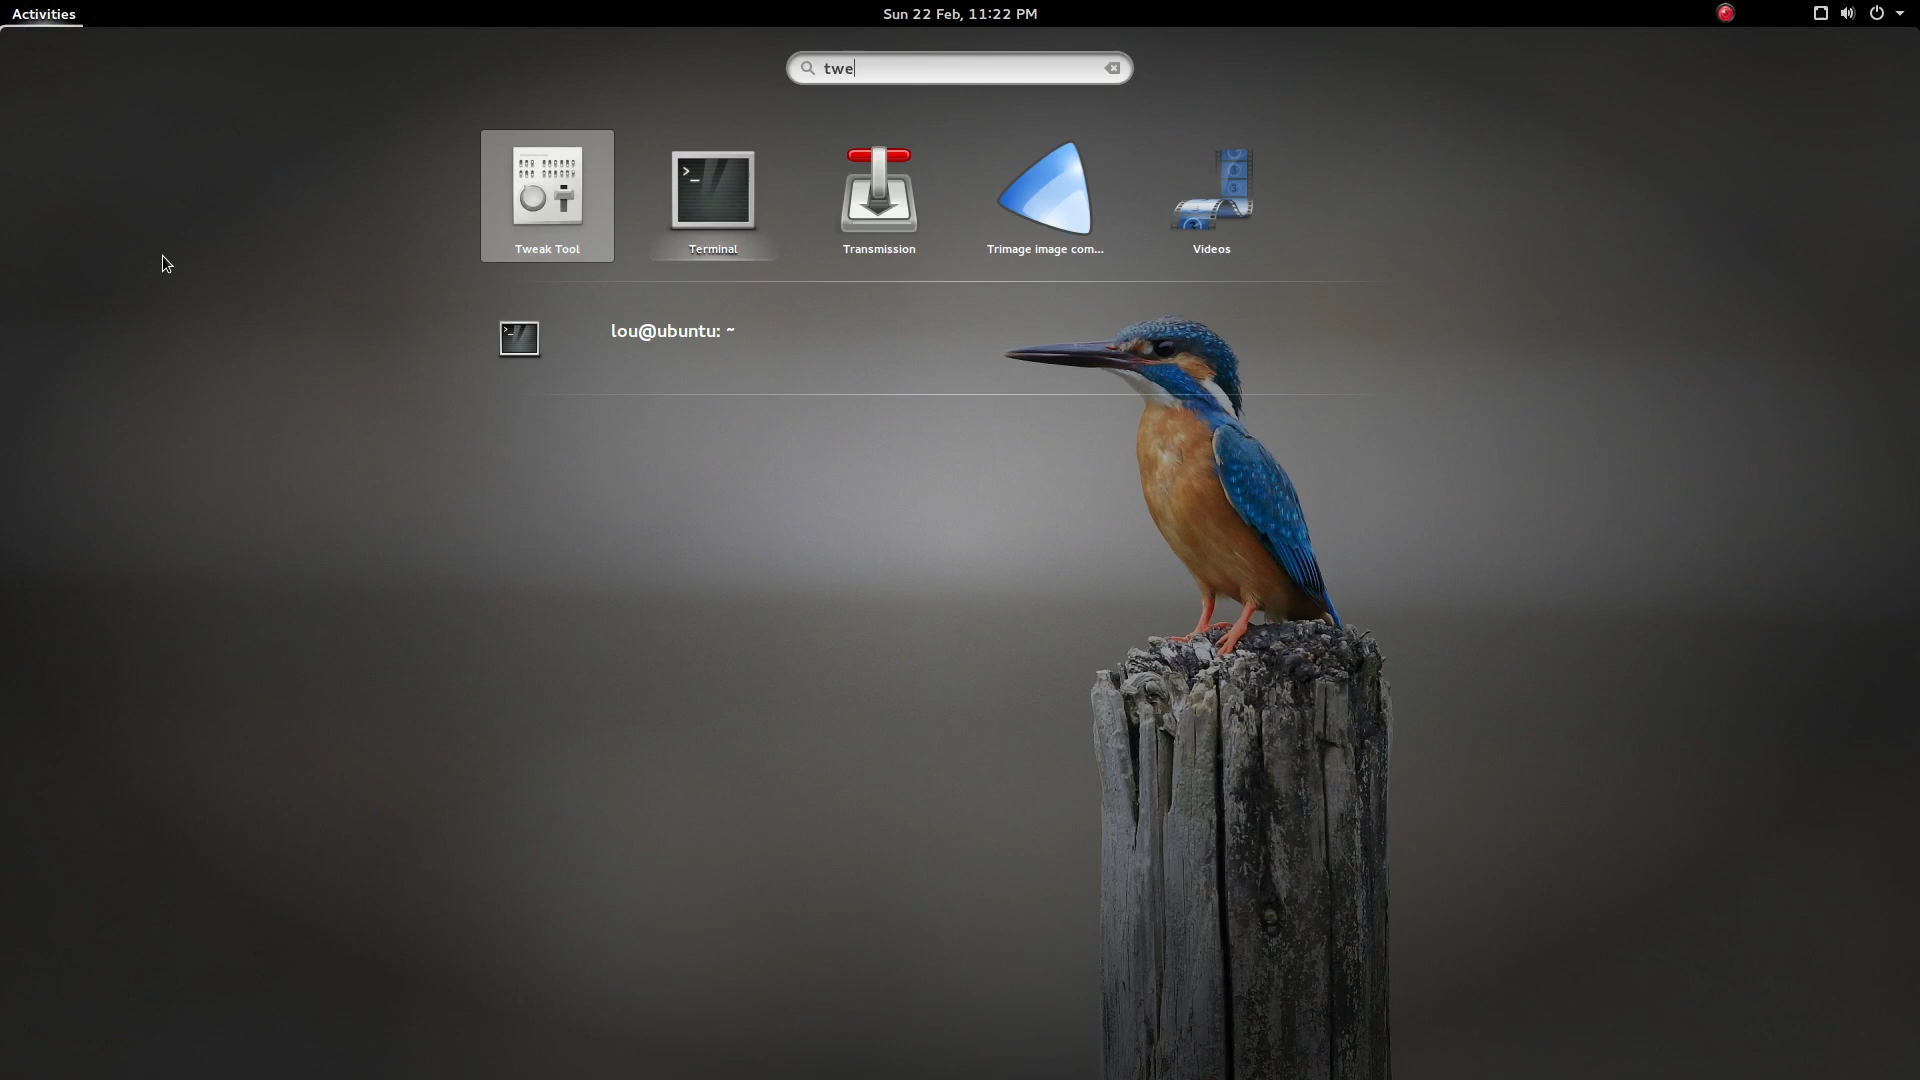 Activities
Sun 22 Feb, 11:22 PM
twe
Tweak Tool
Terminal
Transmission
Trimage image com...
Videos
lou@ubuntu: ~